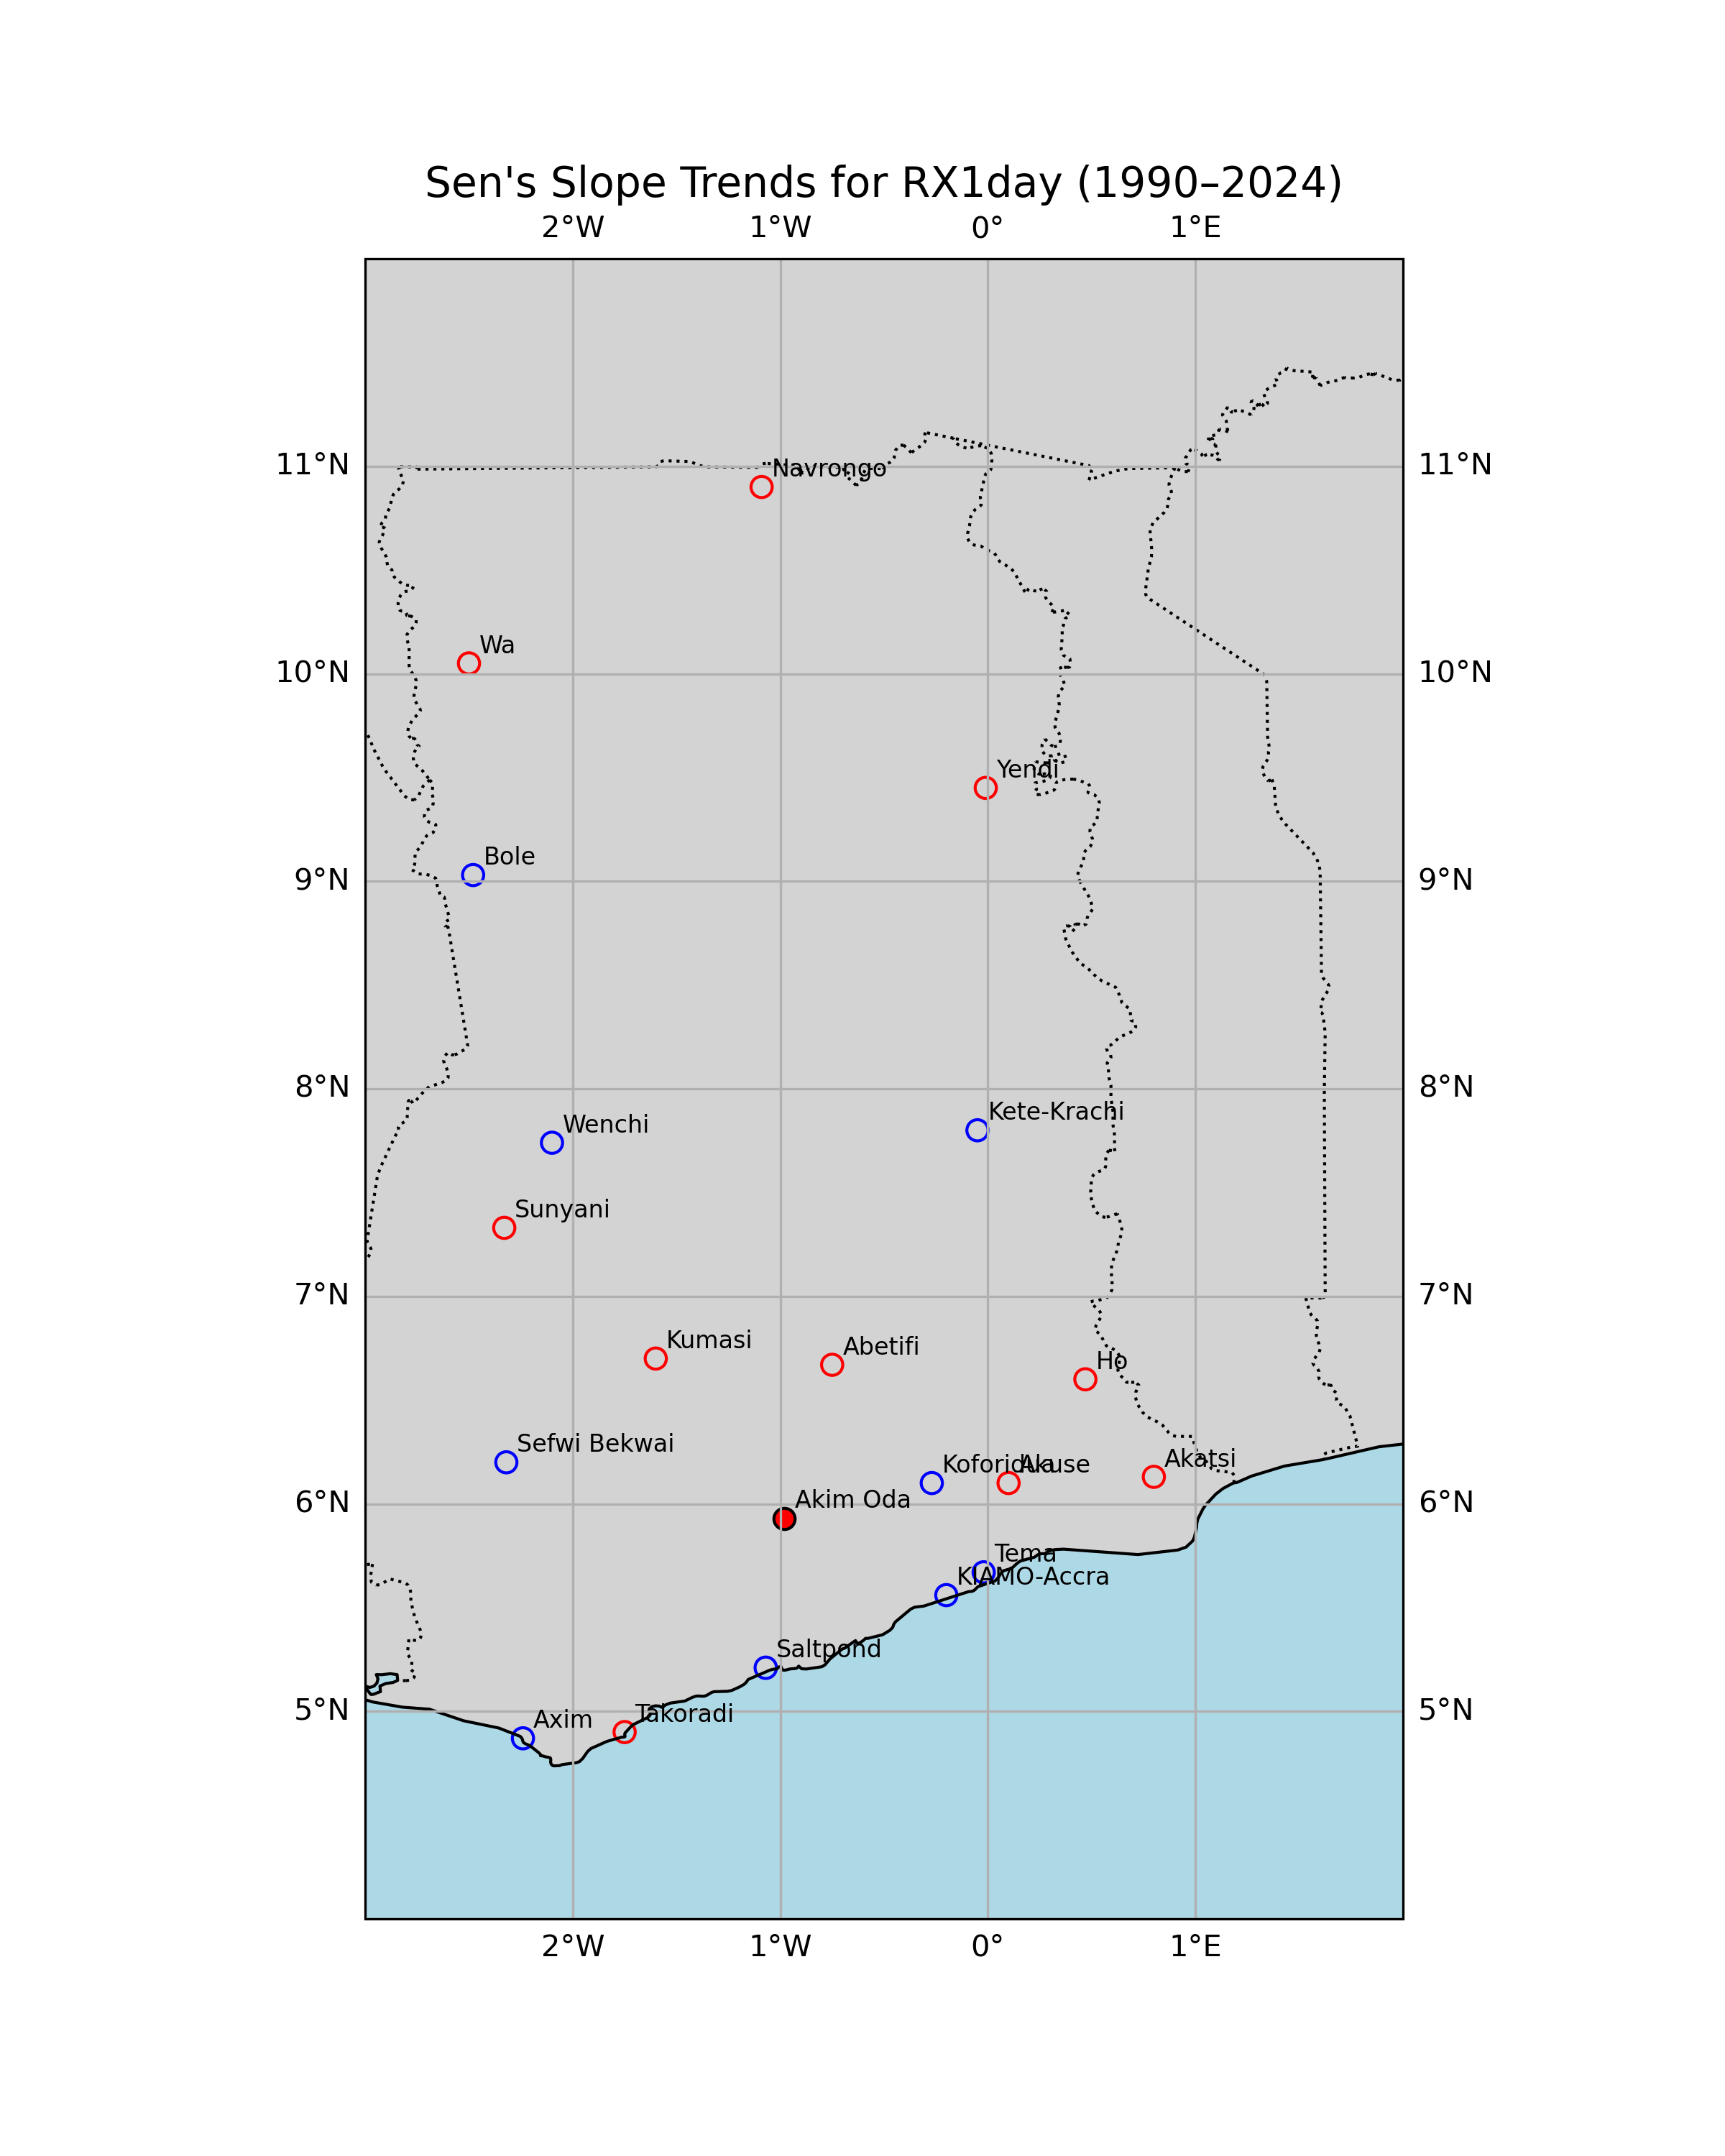 Sen's Slope Trends for RX1day (1990–2024)
2°W 1°W 0° 1°E
11°N Navrongo 11°N
Wa
10°N 10°N
Yendi
Bole
9°N 9°N
8°N 8°N
Kete-Krachi
Wenchi
Sunyani
7°N 7°N
Kumasi Abetifi
Ho
Sefwi Bekwai
Koforidua Akuse Akatsi
6°N Akim Oda 6°N
Tema
KIAMO-Accra
Saltpond
5°N Takoradi 5°N
Axim
2°W 1°W 0° 1°E